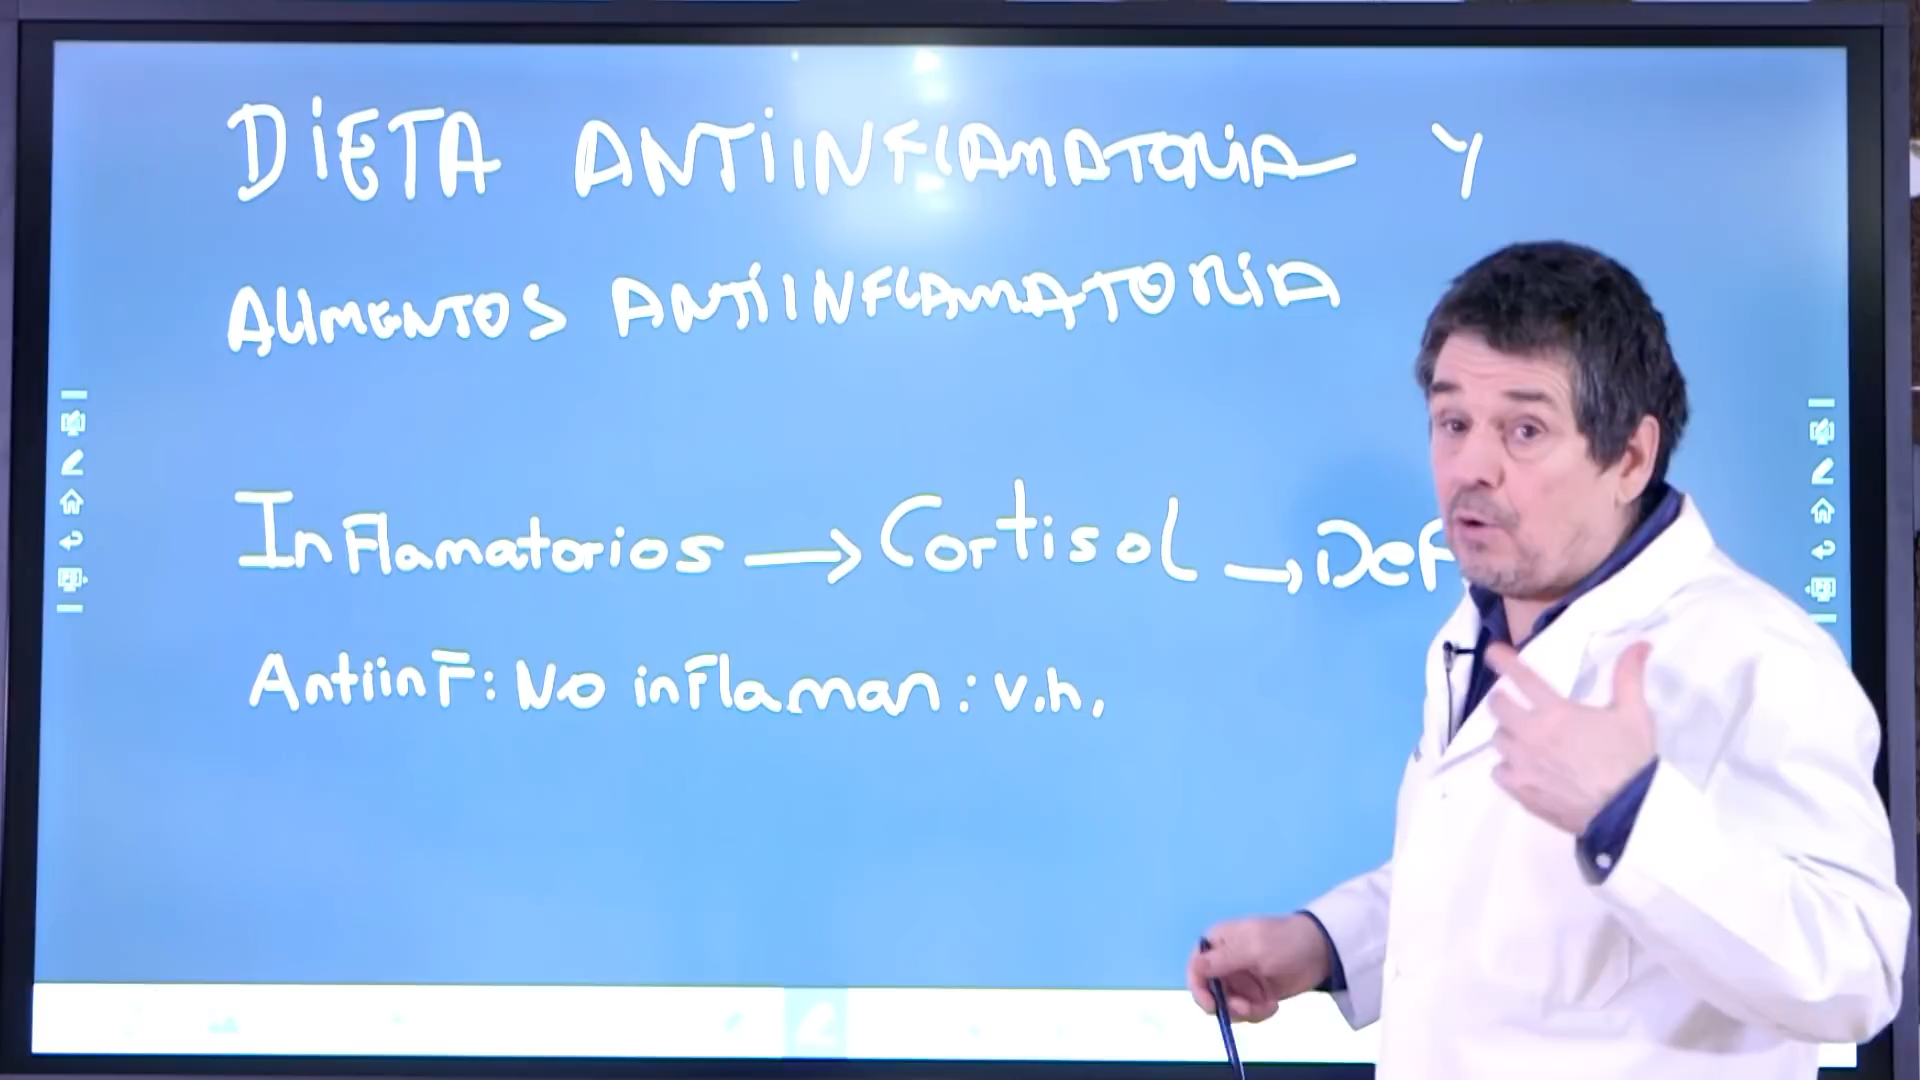 DIETA ANTIINFLAMATORIA Y
ALIMENTOS ANTIINFLAMATORIA
Inflamatorios → Cortisol → Def
Antiinf: No inflaman: v.h,